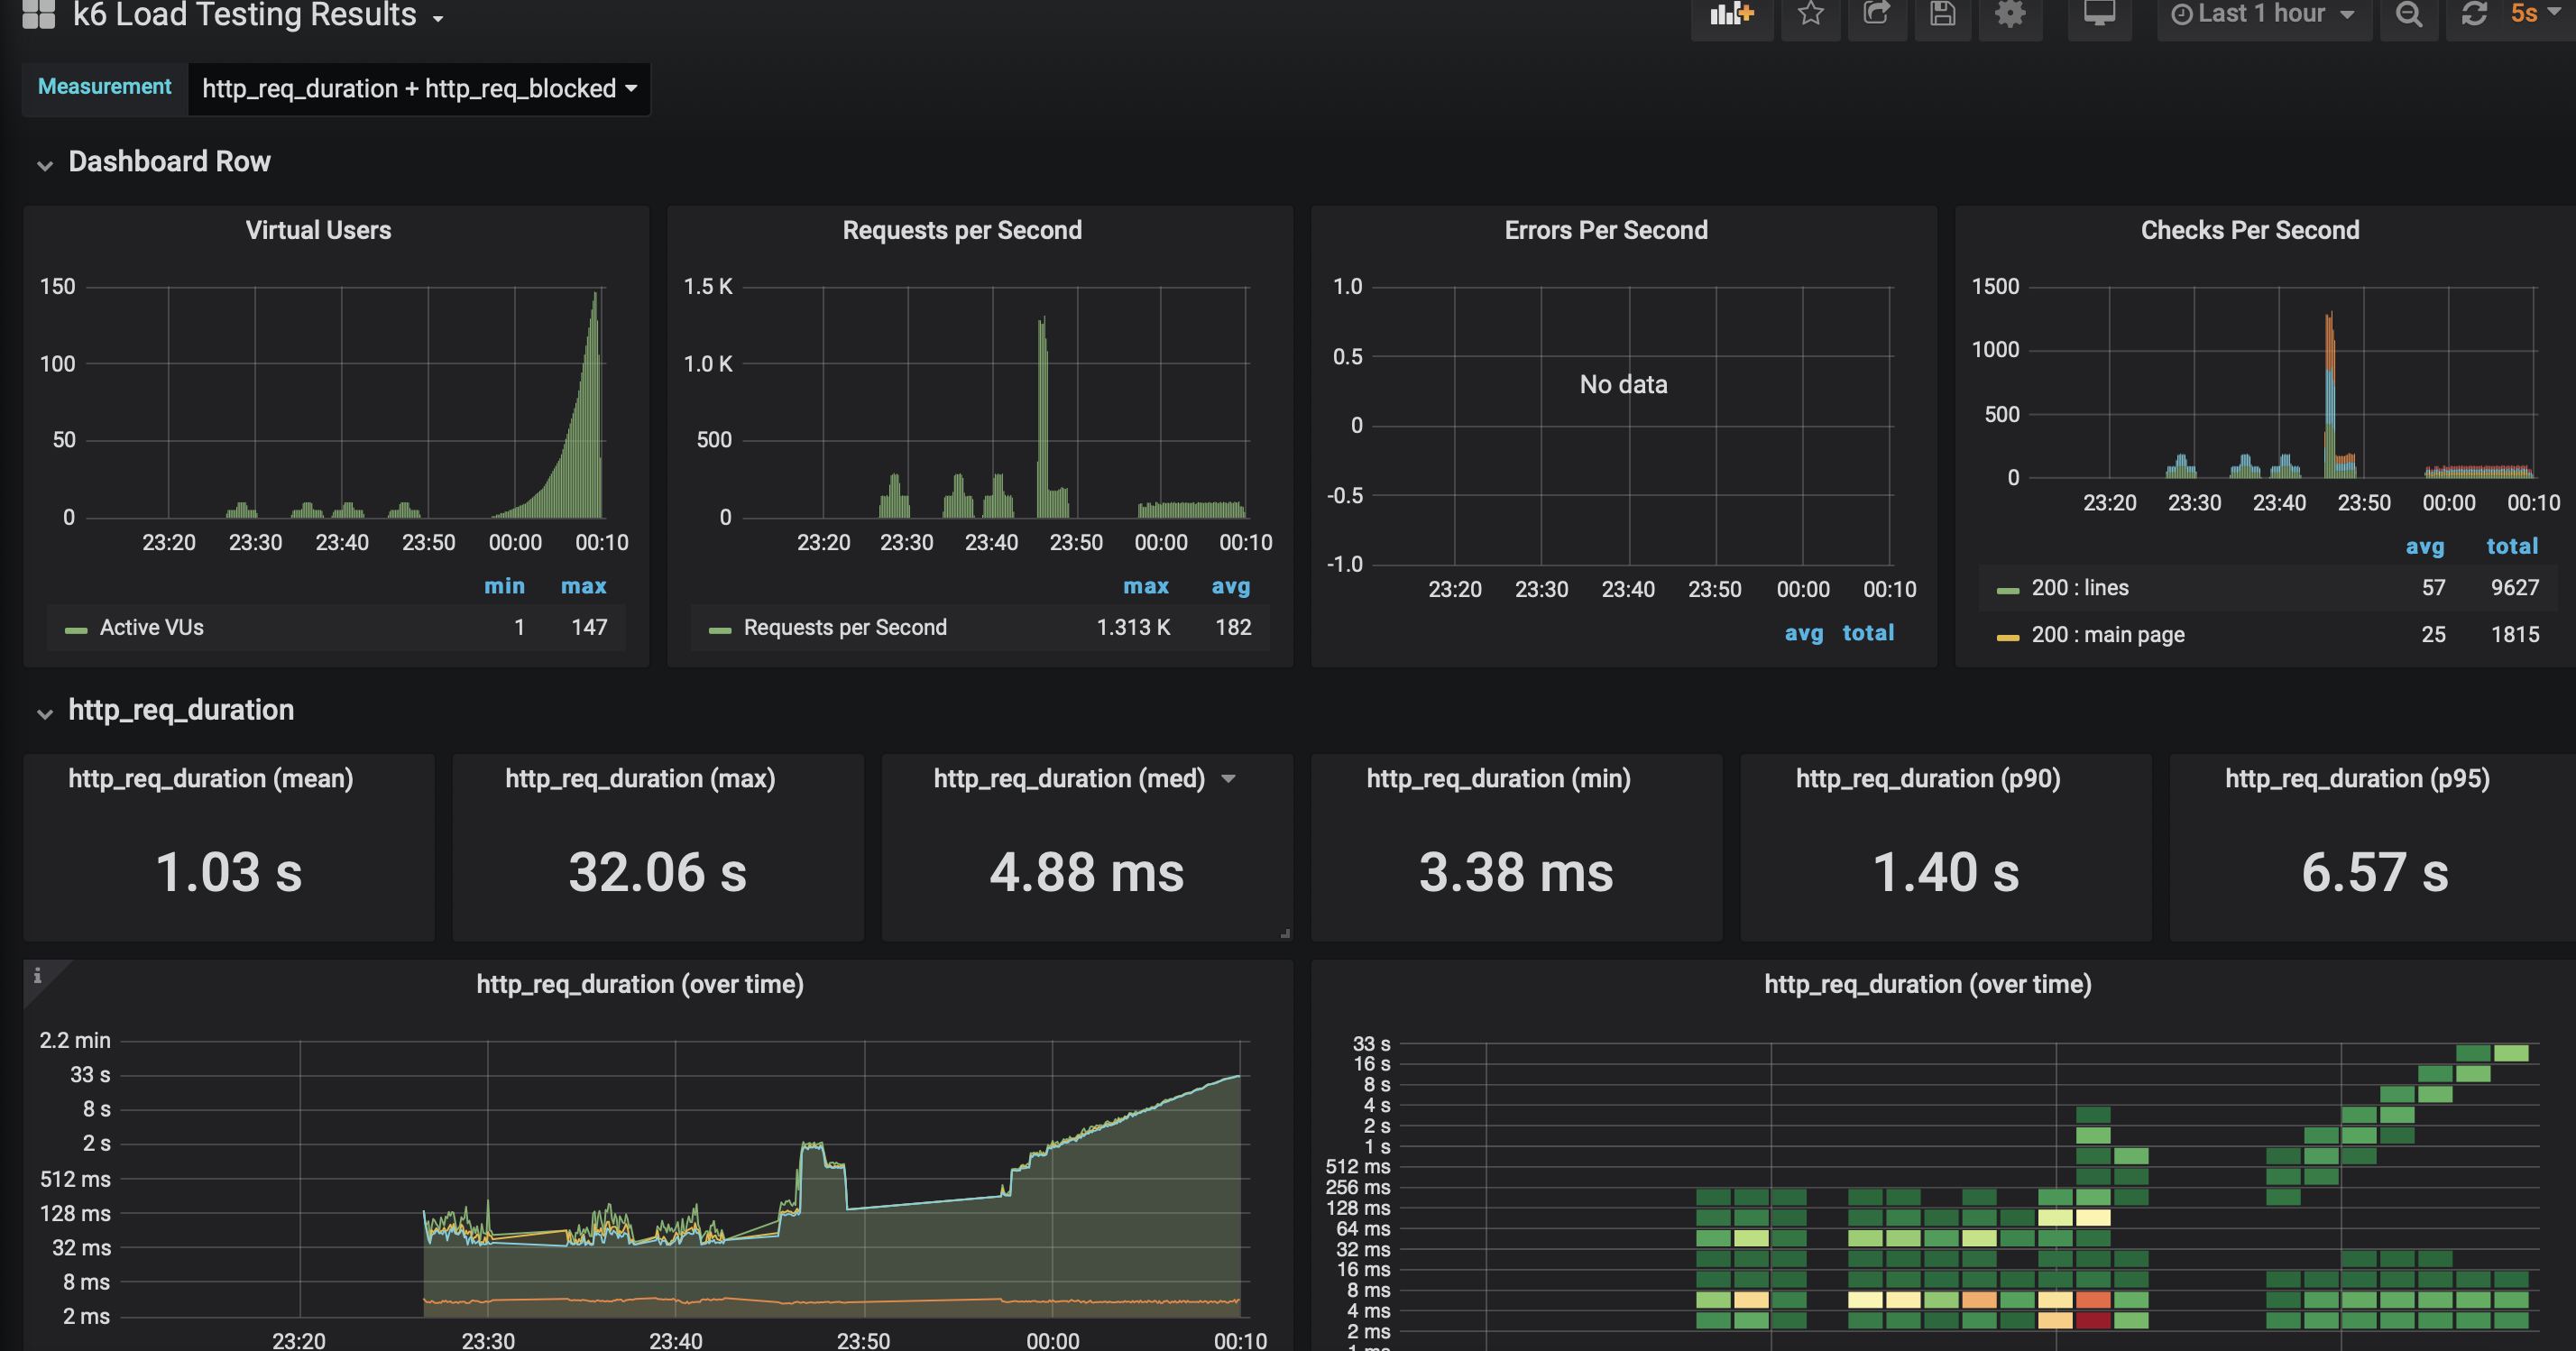 k6 Load Testing Results
Last 1 hour
5s
Measurement
http_req_duration + http_req_blocked
Dashboard Row
Virtual Users
150
100
50
0
23:20 23:30 23:40 23:50 00:00 00:10
min max
Active VUs 1 147
Requests per Second
1.5 K
1.0 K
500
0
23:20 23:30 23:40 23:50 00:00 00:10
max avg
Requests per Second 1.313 K 182
Errors Per Second
1.0
0.5
No data
0
-0.5
-1.0
23:20 23:30 23:40 23:50 00:00 00:10
avg total
Checks Per Second
1500
1000
500
0
23:20 23:30 23:40 23:50 00:00 00:10
avg total
200 : lines 57 9627
200 : main page 25 1815
http_req_duration
http_req_duration (mean)
1.03 s
http_req_duration (max)
32.06 s
http_req_duration (med)
4.88 ms
http_req_duration (min)
3.38 ms
http_req_duration (p90)
1.40 s
http_req_duration (p95)
6.57 s
i
http_req_duration (over time)
2.2 min
33 s
8 s
2 s
512 ms
128 ms
32 ms
8 ms
2 ms
23:20 23:30 23:40 23:50 00:00 00:10
http_req_duration (over time)
33 s
16 s
8 s
4 s
2 s
1 s
512 ms
256 ms
128 ms
64 ms
32 ms
16 ms
8 ms
4 ms
2 ms
1 ms